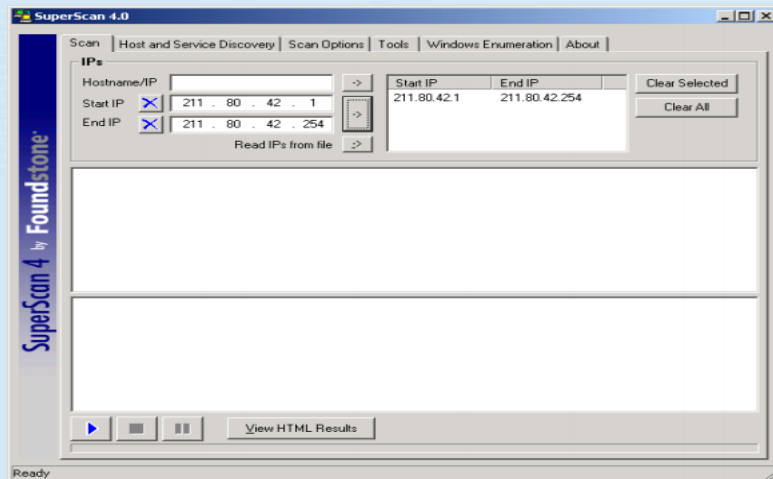 SuperScan 4.0
Scan Host and Service Discovery Scan Options Tools Windows Enumeration About
IPs
Hostname/IP ->
Start IP 211 . 80 . 42 . 1
End IP 211 . 80 . 42 . 254
->
Read IPs from file ->
Start IP End IP
211.80.42.1 211.80.42.254
Clear Selected
Clear All
SuperScan 4 by Foundstone
View HTML Results
Ready